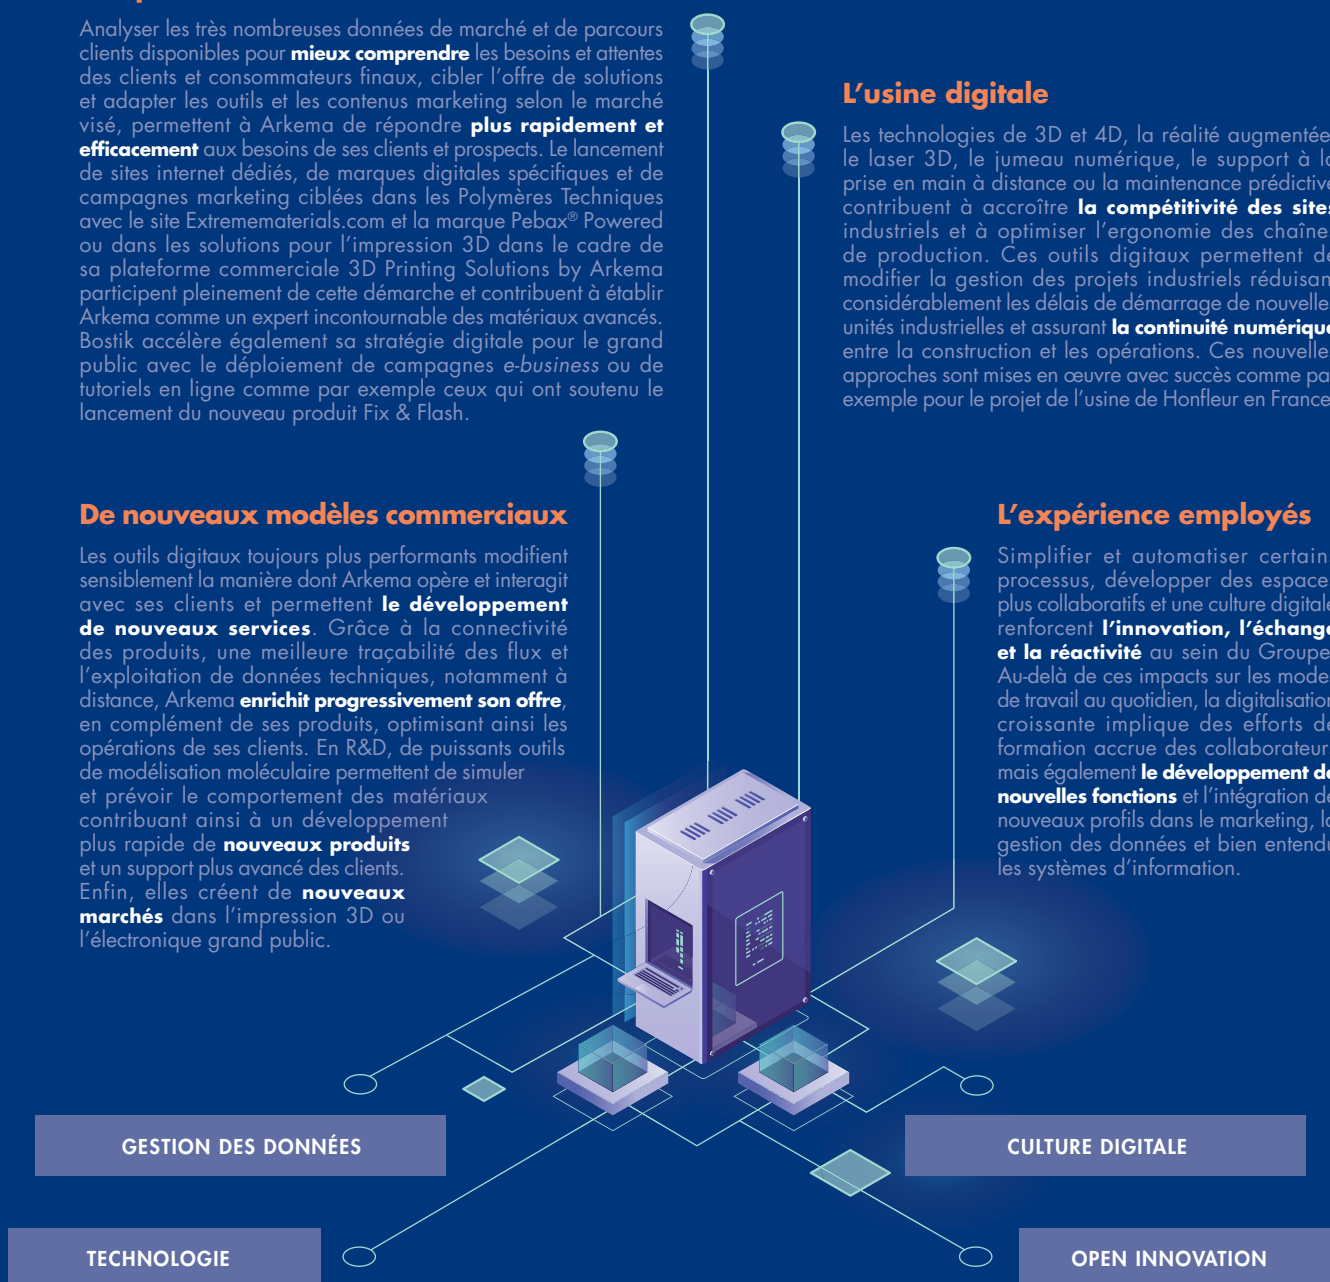 Analyser les très nombreuses données de marché et de parcours
clients disponibles pour mieux comprendre les besoins et attentes
des clients et consommateurs finaux, cibler l’offre de solutions
et adapter les outils et les contenus marketing selon le marché
visé, permettent à Arkema de répondre plus rapidement et
efficacement aux besoins de ses clients et prospects. Le lancement
de sites internet dédiés, de marques digitales spécifiques et de
campagnes marketing ciblées dans les Polymères Techniques
avec le site Extremematerials.com et la marque Pebax® Powered
ou dans les solutions pour l’impression 3D dans le cadre de
sa plateforme commerciale 3D Printing Solutions by Arkema
participent pleinement de cette démarche et contribuent à établir
Arkema comme un expert incontournable des matériaux avancés.
Bostik accélère également sa stratégie digitale pour le grand
public avec le déploiement de campagnes e-business ou de
tutoriels en ligne comme par exemple ceux qui ont soutenu le
lancement du nouveau produit Fix & Flash.
L’usine digitale
Les technologies de 3D et 4D, la réalité augmentée
le laser 3D, le jumeau numérique, le support à la
prise en main à distance ou la maintenance prédictive
contribuent à accroître la compétitivité des sites
industriels et à optimiser l’ergonomie des chaîne
de production. Ces outils digitaux permettent de
modifier la gestion des projets industriels réduisan
considérablement les délais de démarrage de nouvelle
unités industrielles et assurant la continuité numérique
entre la construction et les opérations. Ces nouvelle
approches sont mises en œuvre avec succès comme pa
exemple pour le projet de l’usine de Honfleur en France
De nouveaux modèles commerciaux
Les outils digitaux toujours plus performants modifient
sensiblement la manière dont Arkema opère et interagit
avec ses clients et permettent le développement
de nouveaux services. Grâce à la connectivité
des produits, une meilleure traçabilité des flux et
l’exploitation de données techniques, notamment à
distance, Arkema enrichit progressivement son offre,
en complément de ses produits, optimisant ainsi les
opérations de ses clients. En R&D, de puissants outils
de modélisation moléculaire permettent de simuler
et prévoir le comportement des matériaux
contribuant ainsi à un développement
plus rapide de nouveaux produits
et un support plus avancé des clients.
Enfin, elles créent de nouveaux
marchés dans l’impression 3D ou
l’électronique grand public.
L’expérience employés
Simplifier et automatiser certain
processus, développer des espace
plus collaboratifs et une culture digitale
renforcent l’innovation, l’échange
et la réactivité au sein du Groupe
Au-delà de ces impacts sur les mode
de travail au quotidien, la digitalisation
croissante implique des efforts de
formation accrue des collaborateur
mais également le développement de
nouvelles fonctions et l’intégration de
nouveaux profils dans le marketing, la
gestion des données et bien entendu
les systèmes d’information.
GESTION DES DONNÉES
CULTURE DIGITALE
TECHNOLOGIE
OPEN INNOVATION